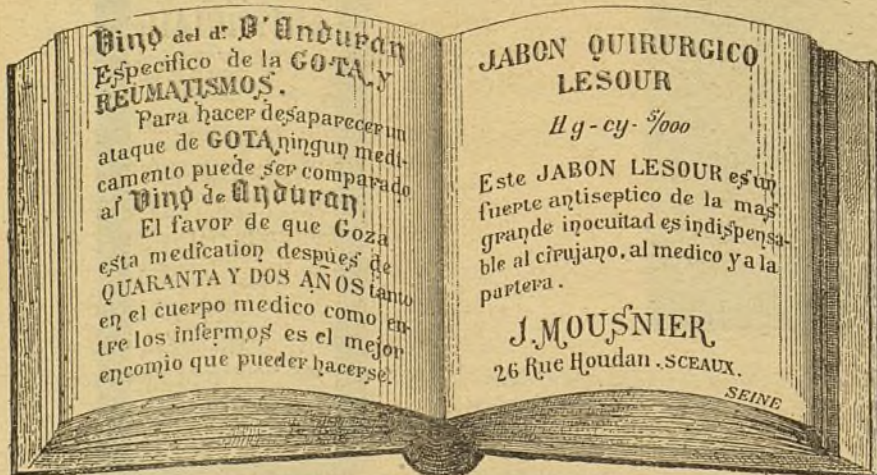 Vino del dr D'Anduran
Especifico de la GOTA y
REUMATISMOS.
Para hacer desaparecer un
ataque de GOTA ningun medi-
camento puede ser comparado
al Vino de Anduran
El favor de que Goza
esta medication despues de
QUARANTA Y DOS AÑOS tanto
en el cuerpo medico como en-
tre los infermos es el mejor
encomio que pueder hacerse.
JABON QUIRURGICO
LESOUR
H g - cy - 5/000
Este JABON LESOUR es un
fuerte antiseptico de la mas
grande inocuitad es indispensa-
ble al cirujano, al medico y a la
partera.
J. MOUSNIER
26 Rue Houdan. SCEAUX.
SEINE